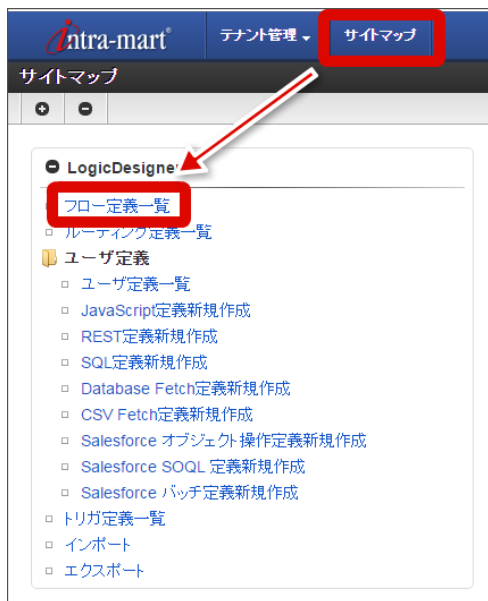 intra-mart®
テナント管理
サイトマップ
サイトマップ
LogicDesigner
フロー定義一覧
ルーティング定義一覧
ユーザ定義
ユーザ定義一覧
JavaScript定義新規作成
REST定義新規作成
SQL定義新規作成
Database Fetch定義新規作成
CSV Fetch定義新規作成
Salesforce オブジェクト操作定義新規作成
Salesforce SOQL 定義新規作成
Salesforce バッチ定義新規作成
トリガ定義一覧
インポート
エクスポート